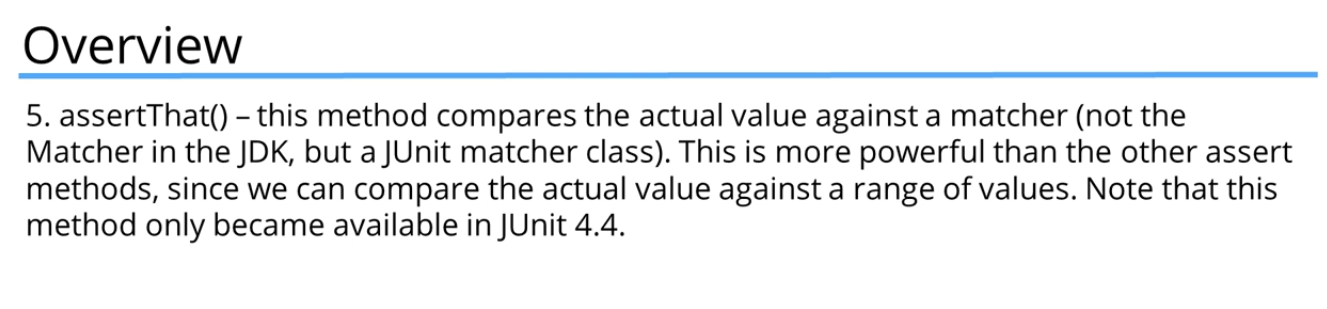 Overview
5. assertThat() – this method compares the actual value against a matcher (not the
Matcher in the JDK, but a JUnit matcher class). This is more powerful than the other assert
methods, since we can compare the actual value against a range of values. Note that this
method only became available in JUnit 4.4.